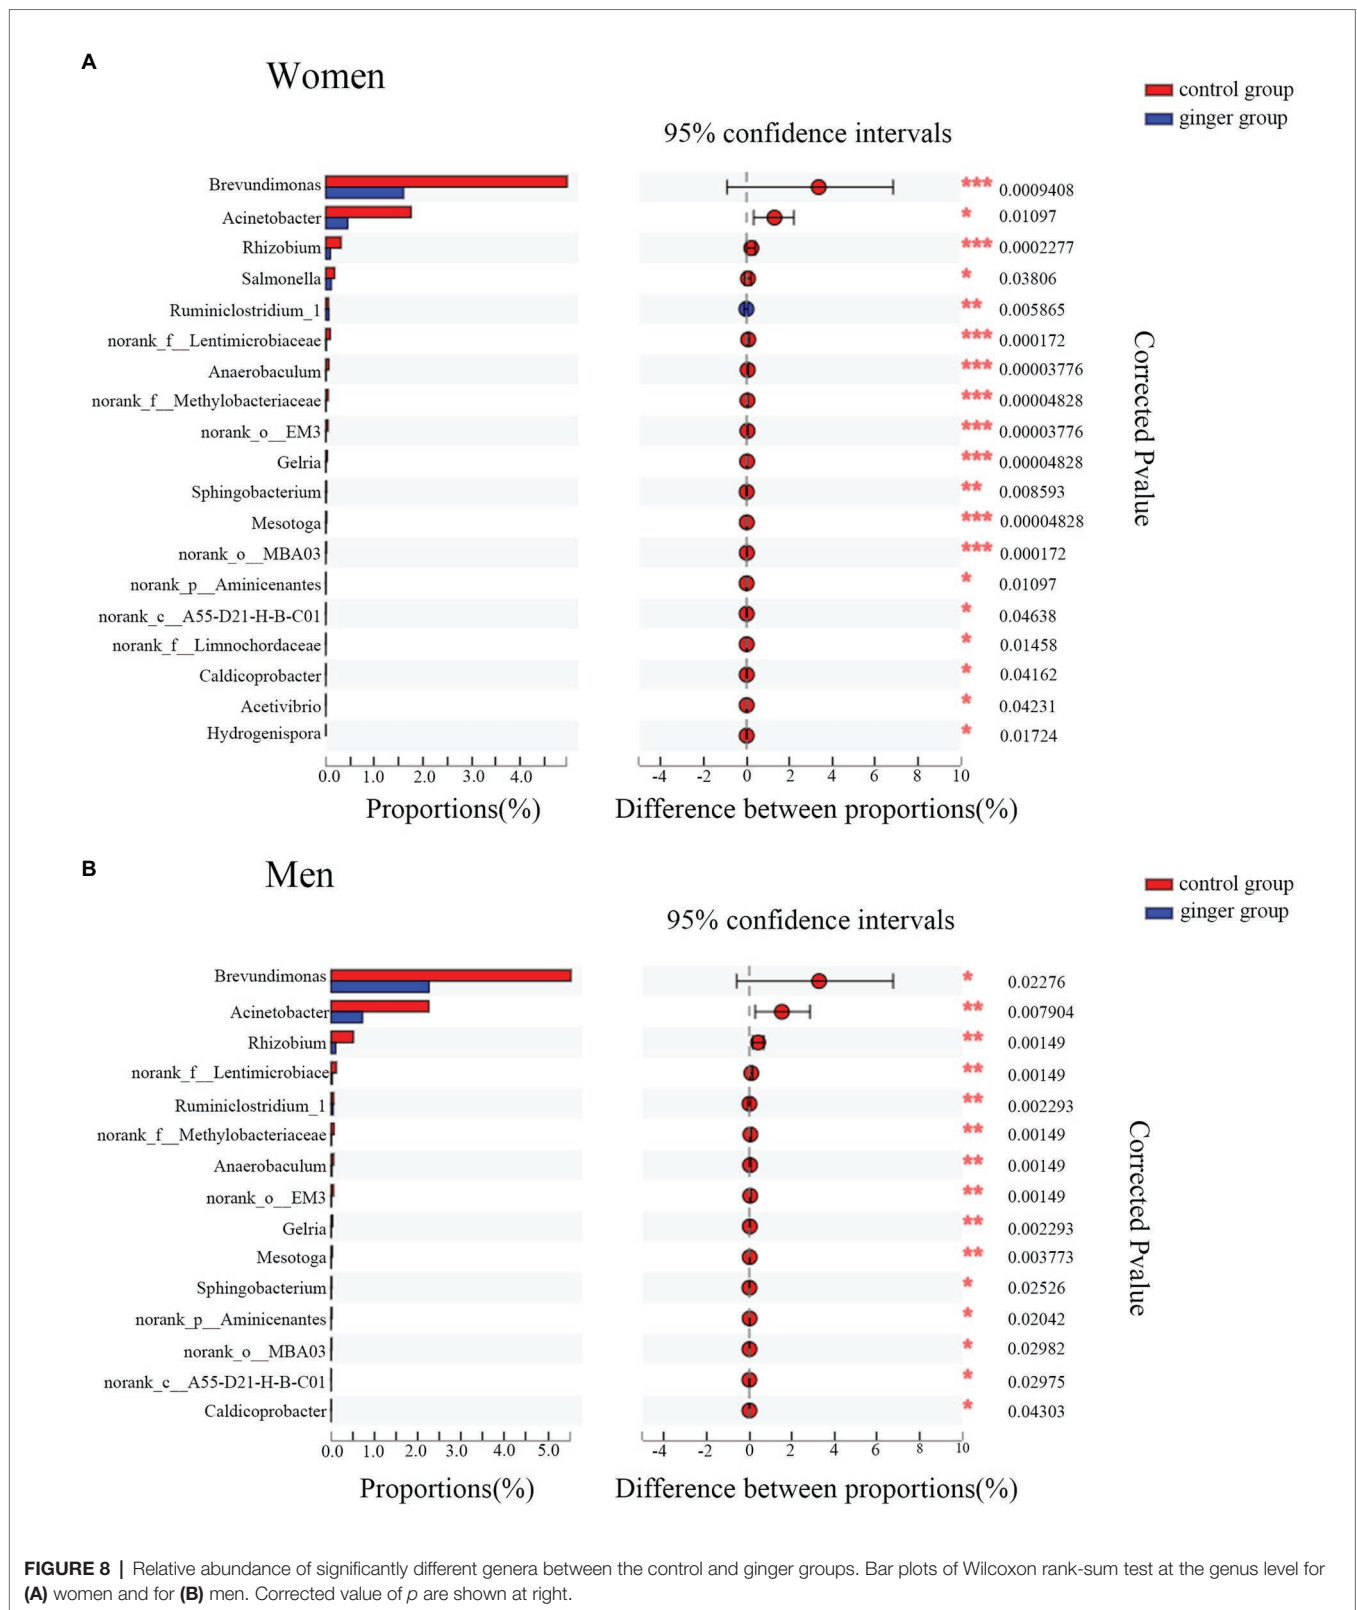 A
Women
control group
ginger group
95% confidence intervals
Brevundimonas *** 0.0009408
Acinetobacter * 0.01097
Rhizobium *** 0.0002277
Salmonella * 0.03806
Ruminiclostridium_1 ** 0.005865
norank_f__Lentimicrobiaceae *** 0.000172
Anaerobaculum *** 0.00003776
norank_f__Methylobacteriaceae *** 0.00004828
norank_o__EM3 *** 0.00003776
Gelria *** 0.00004828
Sphingobacterium ** 0.008593
Mesotoga *** 0.00004828
norank_o__MBA03 *** 0.000172
norank_p__Aminicenantes * 0.01097
norank_c__A55-D21-H-B-C01 * 0.04638
norank_f__Limnochordaceae * 0.01458
Caldicoprobacter * 0.04162
Acetivibrio * 0.04231
Hydrogenispora * 0.01724
Corrected Pvalue
0.0 1.0 2.0 3.0 4.0 -4 -2 0 2 4 6 8 10
Proportions(%) Difference between proportions(%)
B
Men
control group
ginger group
95% confidence intervals
Brevundimonas * 0.02276
Acinetobacter ** 0.007904
Rhizobium ** 0.00149
norank_f__Lentimicrobiace ** 0.00149
Ruminiclostridium_1 ** 0.002293
norank_f__Methylobacteriaceae ** 0.00149
Anaerobaculum ** 0.00149
norank_o__EM3 ** 0.00149
Gelria ** 0.002293
Mesotoga ** 0.003773
Sphingobacterium * 0.02526
norank_p__Aminicenantes * 0.02042
norank_o__MBA03 * 0.02982
norank_c__A55-D21-H-B-C01 * 0.02975
Caldicoprobacter * 0.04303
Corrected Pvalue
0.0 1.0 2.0 3.0 4.0 5.0 -4 -2 0 2 4 6 8 10
Proportions(%) Difference between proportions(%)
FIGURE 8 | Relative abundance of significantly different genera between the control and ginger groups. Bar plots of Wilcoxon rank-sum test at the genus level for
(A) women and for (B) men. Corrected value of p are shown at right.